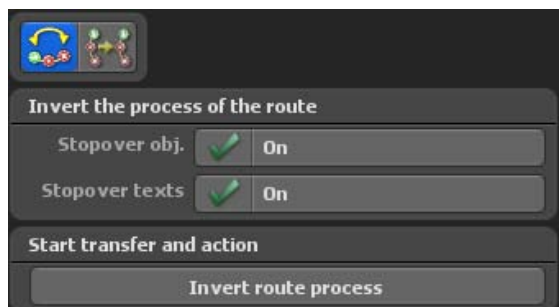 Invert the process of the route
Stopover obj. On
Stopover texts On
Start transfer and action
Invert route process